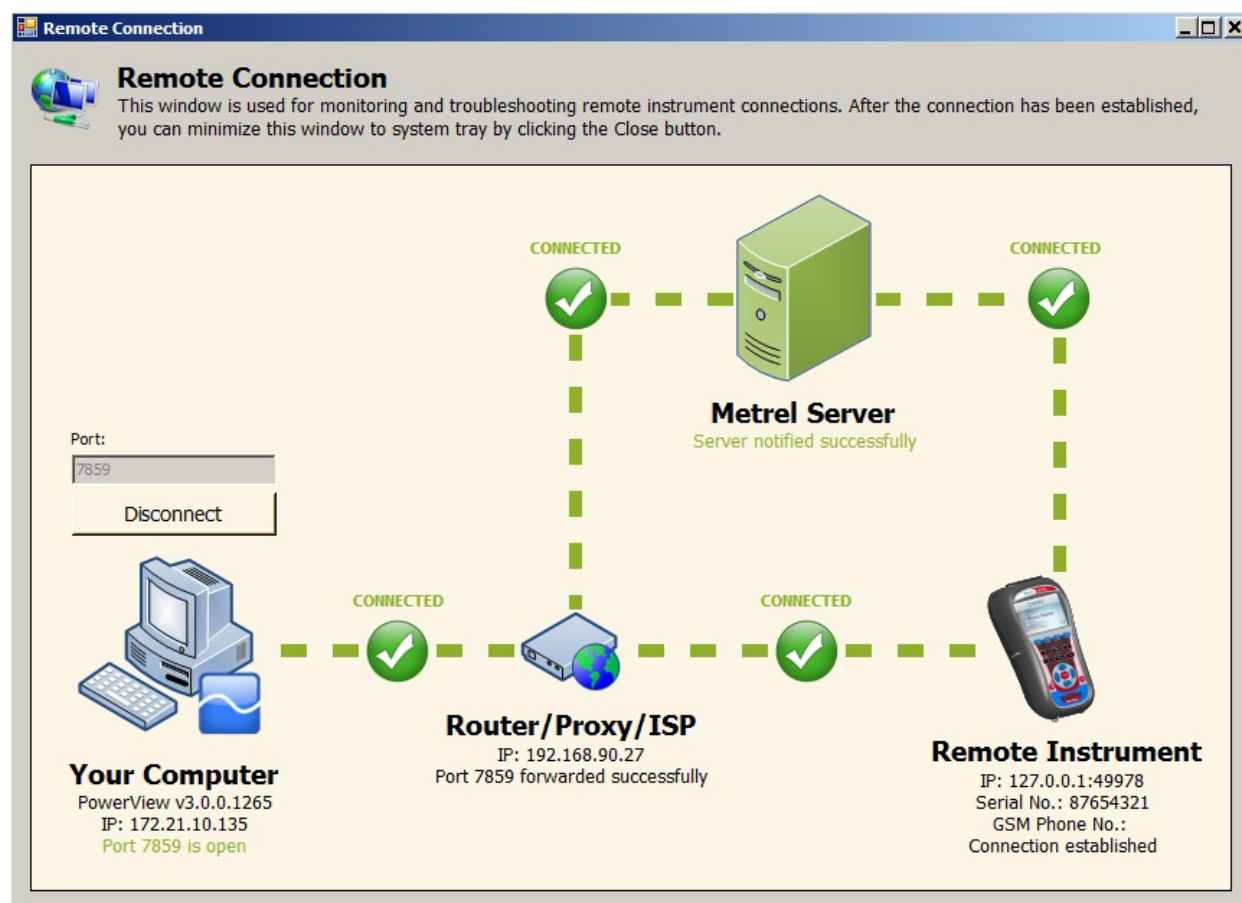 Remote Connection
Remote Connection
This window is used for monitoring and troubleshooting remote instrument connections. After the connection has been established,
you can minimize this window to system tray by clicking the Close button.
CONNECTED
CONNECTED
Metrel Server
Server notified successfully
Port:
7859
Disconnect
CONNECTED
CONNECTED
Router/Proxy/ISP
IP: 192.168.90.27
Port 7859 forwarded successfully
Your Computer
PowerView v3.0.0.1265
IP: 172.21.10.135
Port 7859 is open
Remote Instrument
IP: 127.0.0.1:49978
Serial No.: 87654321
GSM Phone No.:
Connection established